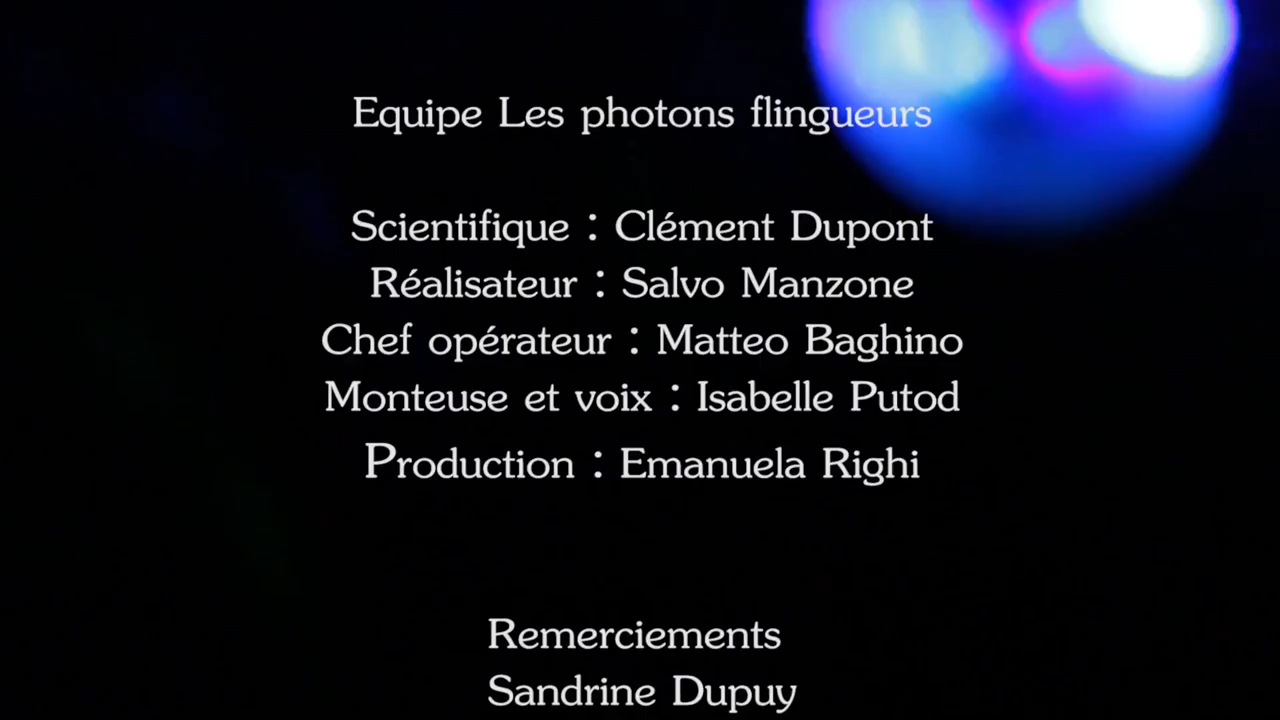 Equipe Les photons flingueurs
Scientifique : Clément Dupont
Réalisateur : Salvo Manzone
Chef opérateur : Matteo Baghino
Monteuse et voix : Isabelle Putod
Production : Emanuela Righi
Remerciements
Sandrine Dupuy